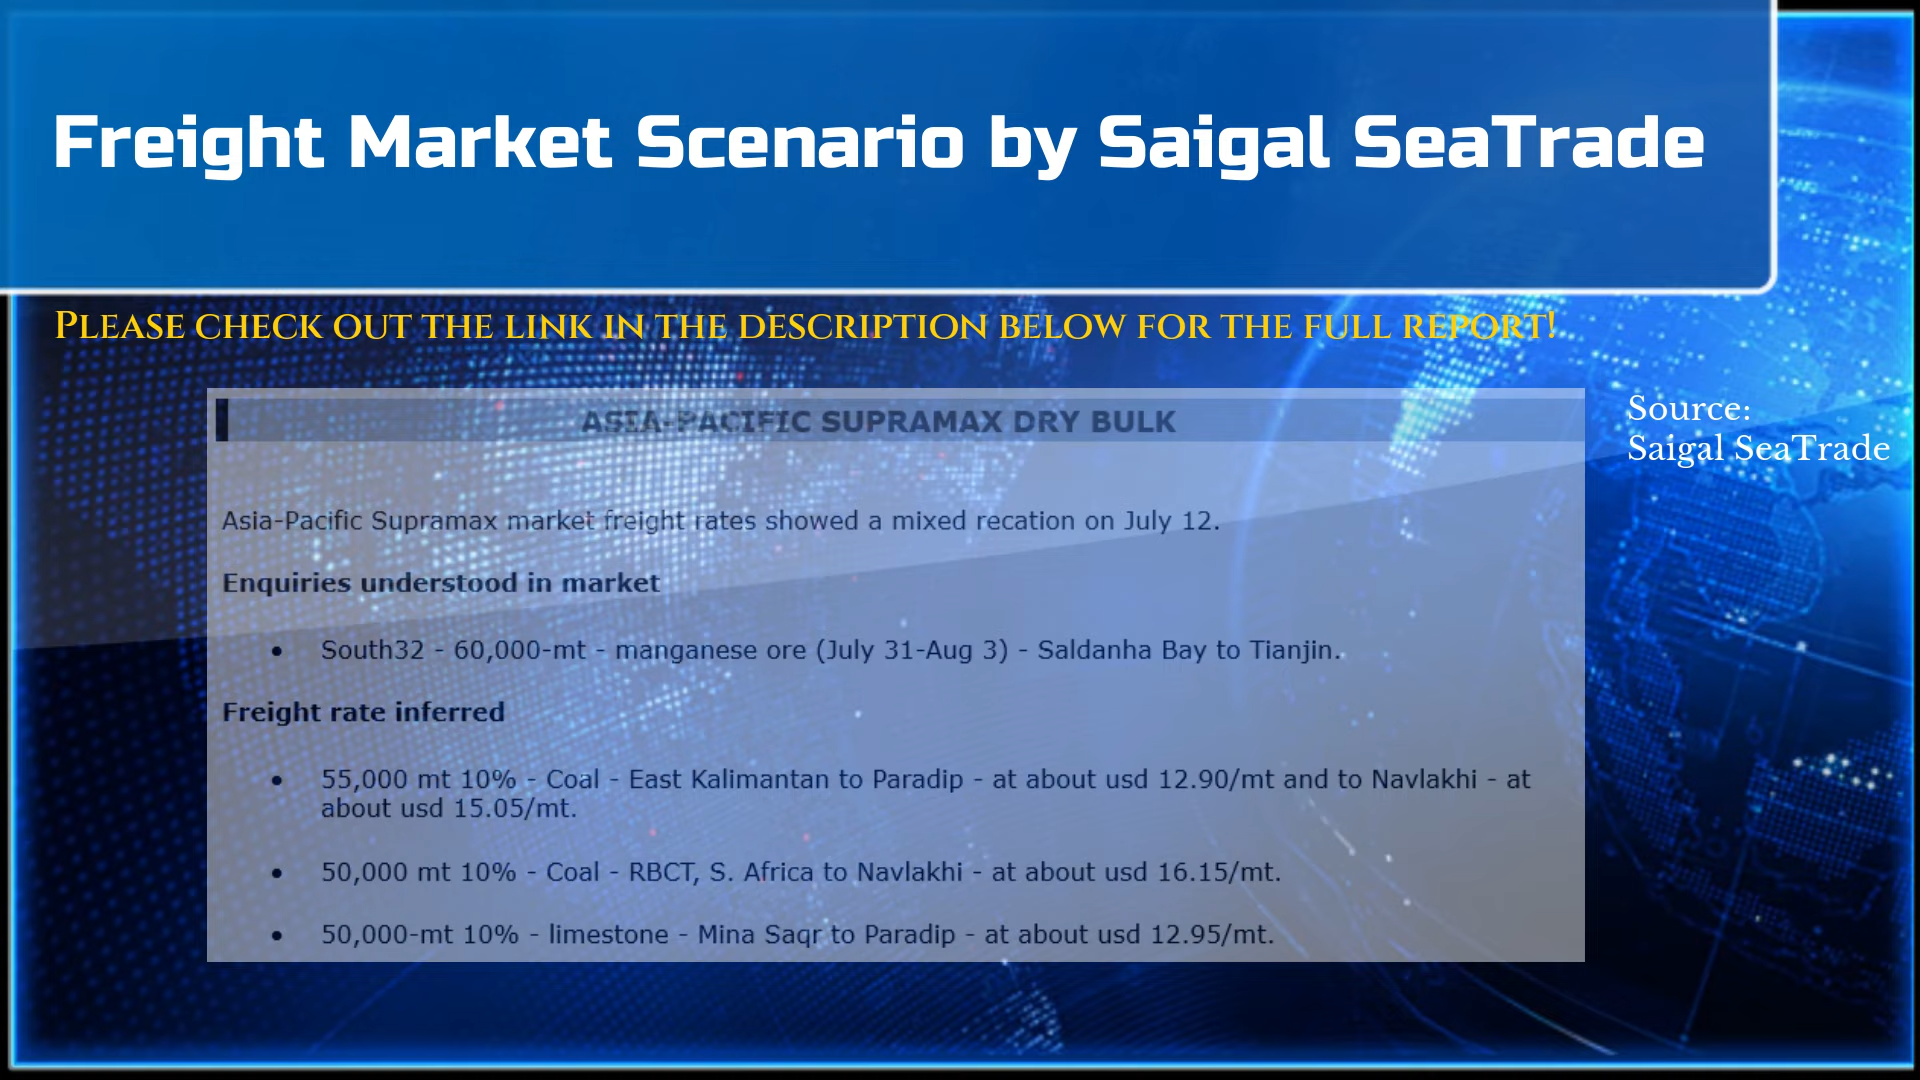 Freight Market Scenario by Saigal SeaTrade
PLEASE CHECK OUT THE LINK IN THE DESCRIPTION BELOW FOR THE FULL REPORT!
ASIA-PACIFIC SUPRAMAX DRY BULK
Source:
Saigal SeaTrade
Asia-Pacific Supramax market freight rates showed a mixed recation on July 12.
Enquiries understood in market
• South32 - 60,000-mt - manganese ore (July 31-Aug 3) - Saldanha Bay to Tianjin.
Freight rate inferred
• 55,000 mt 10% - Coal - East Kalimantan to Paradip - at about usd 12.90/mt and to Navlakhi - at
about usd 15.05/mt.
• 50,000 mt 10% - Coal - RBCT, S. Africa to Navlakhi - at about usd 16.15/mt.
• 50,000-mt 10% - limestone - Mina Saqr to Paradip - at about usd 12.95/mt.